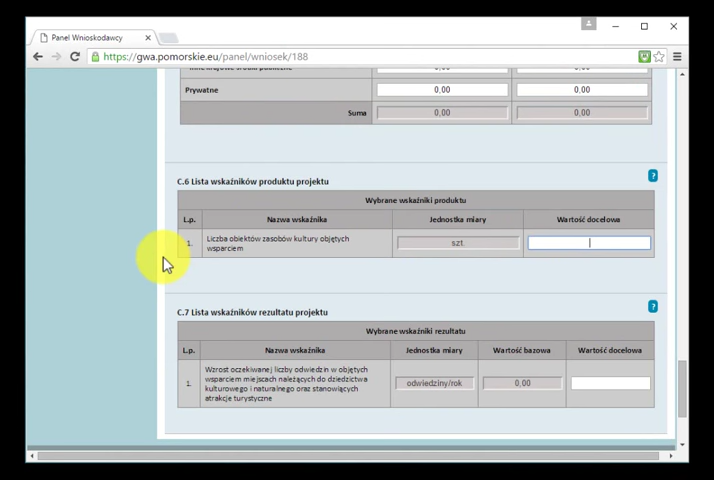 Panel Wnioskodawcy
https://gwa.pomorskie.eu/panel/wniosek/188
Prywatne 0,00 0,00
Suma 0,00 0,00
C.6 Lista wskaźników produktu projektu ?
Wybrane wskaźniki produktu
L.p. Nazwa wskaźnika Jednostka miary Wartość docelowa
1. Liczba obiektów zasobów kultury objętych
wsparciem
szt.
C.7 Lista wskaźników rezultatu projektu ?
Wybrane wskaźniki rezultatu
L.p. Nazwa wskaźnika Jednostka miary Wartość bazowa Wartość docelowa
1. Wzrost oczekiwanej liczby odwiedzin w objętych
wsparciem miejscach należących do dziedzictwa
kulturowego i naturalnego oraz stanowiących
atrakcje turystyczne
odwiedziny/rok 0,00